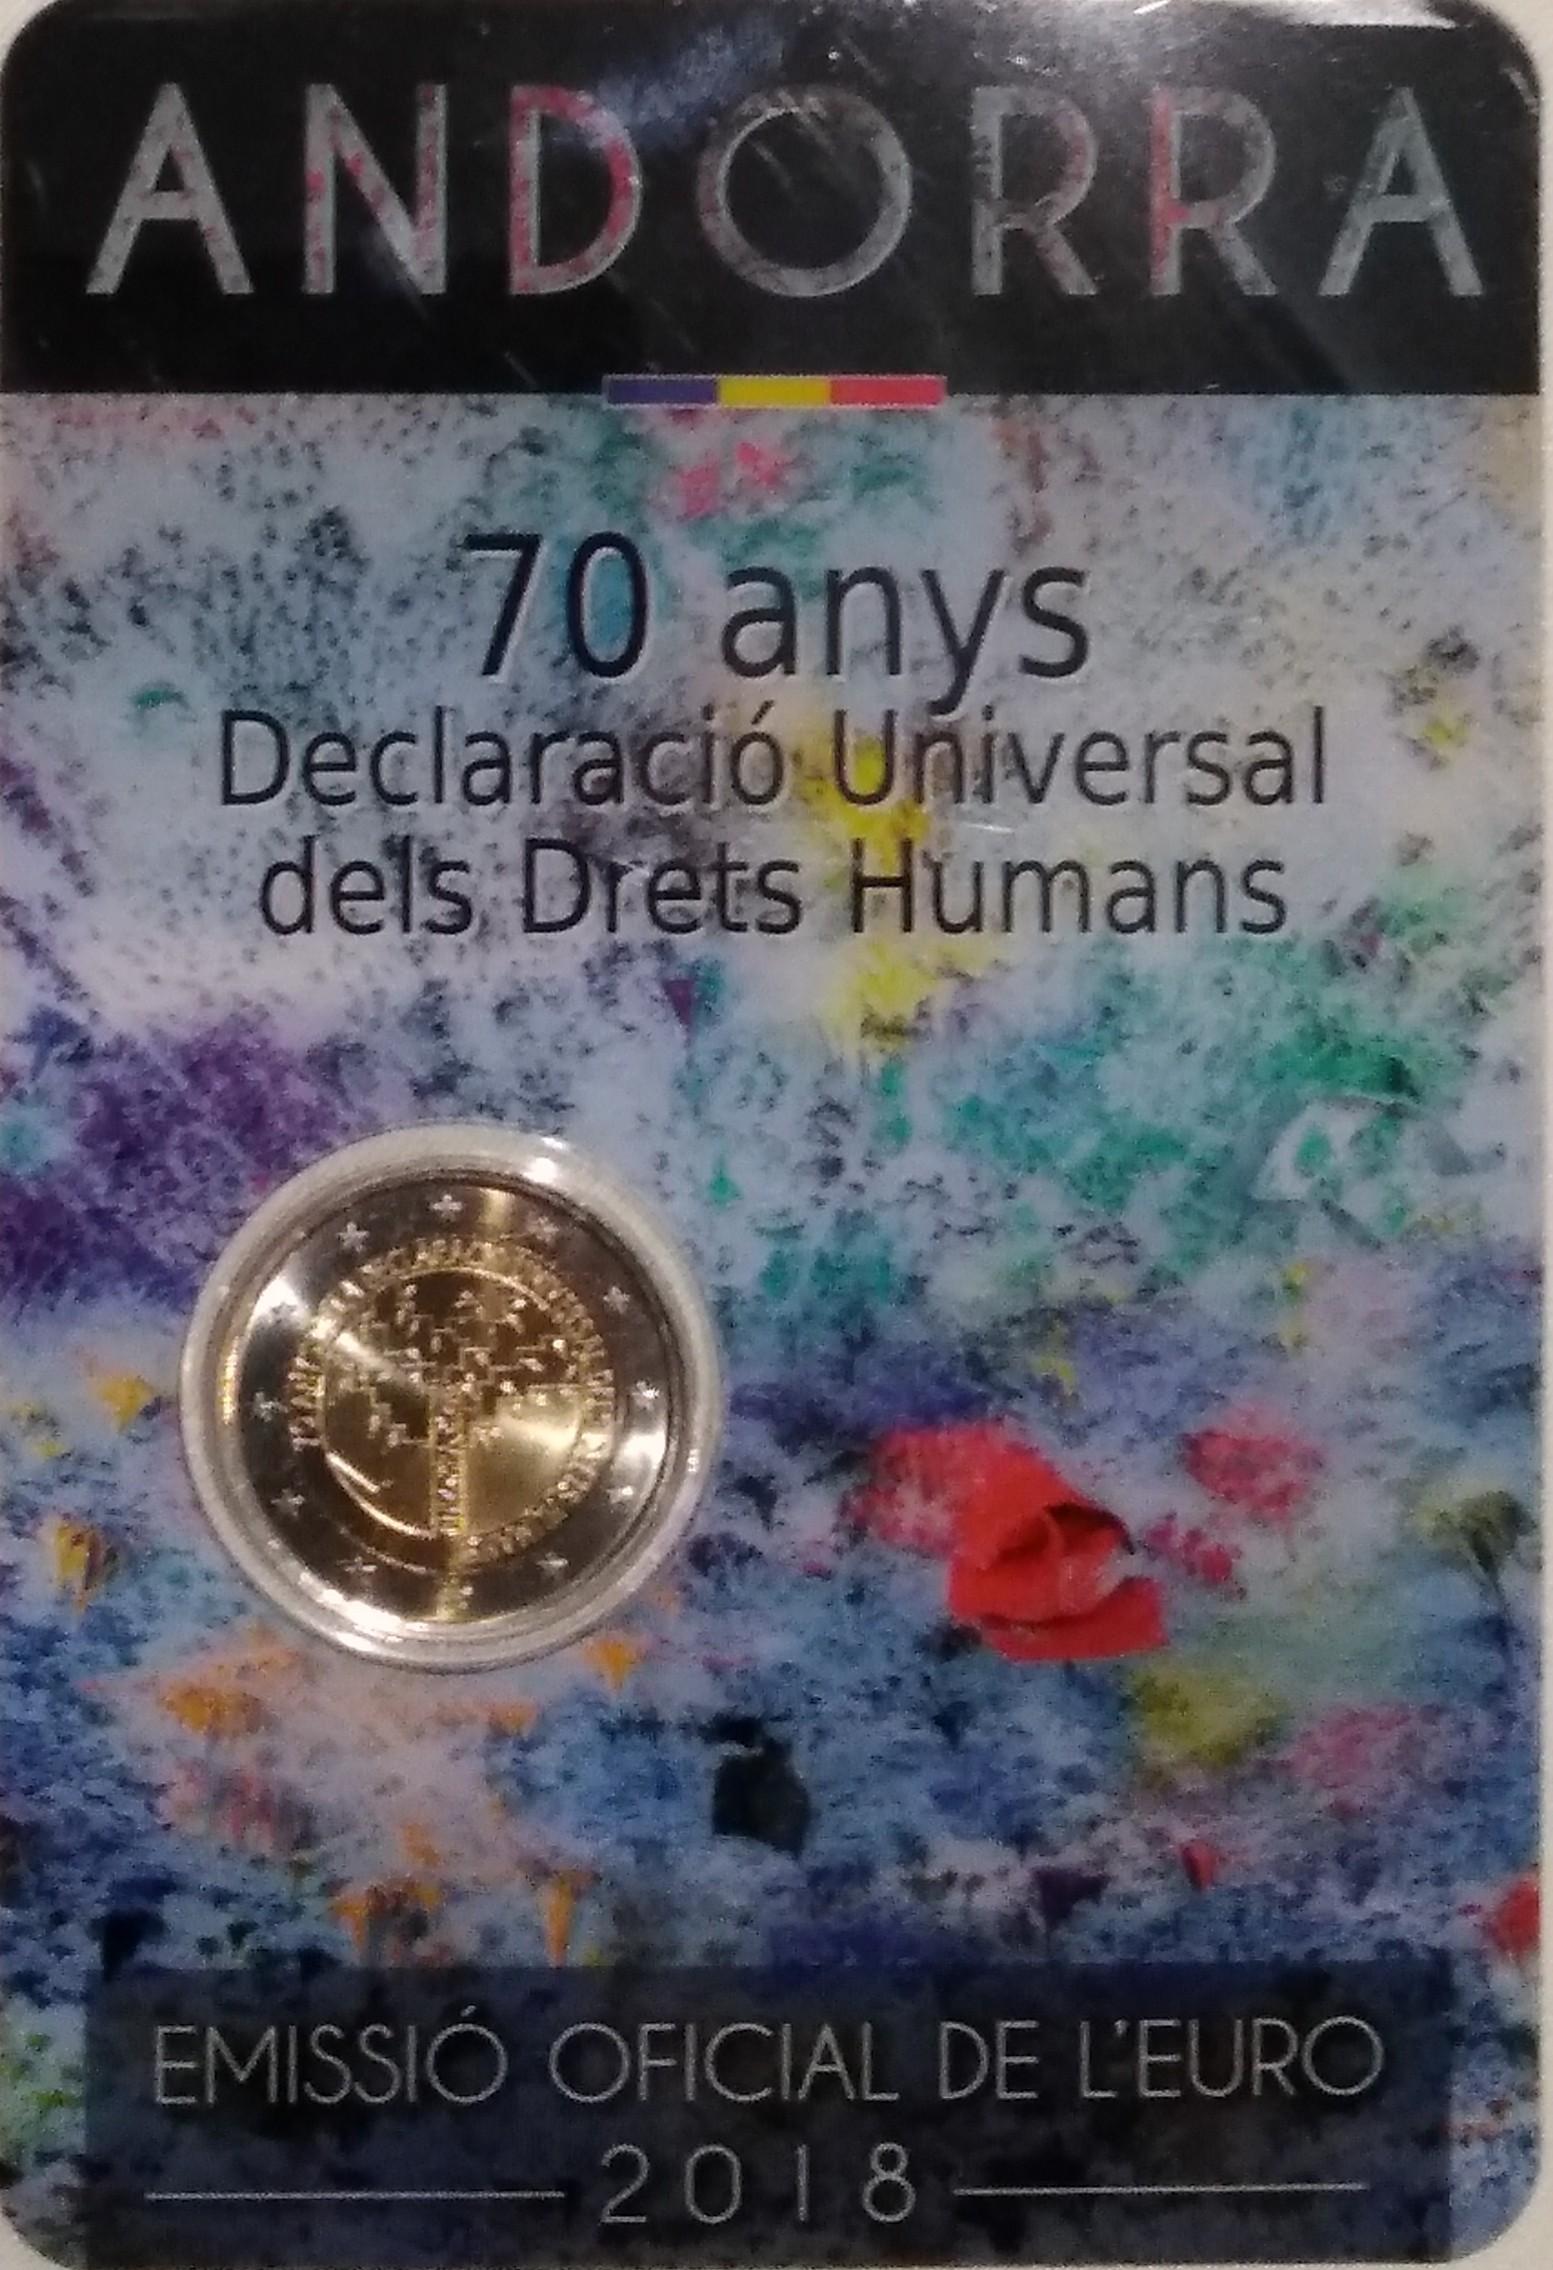 ANDORRA
70 anys
Declaració Universal
dels Drets Humans
EMISSIÓ OFICIAL DE L'EURO
2018